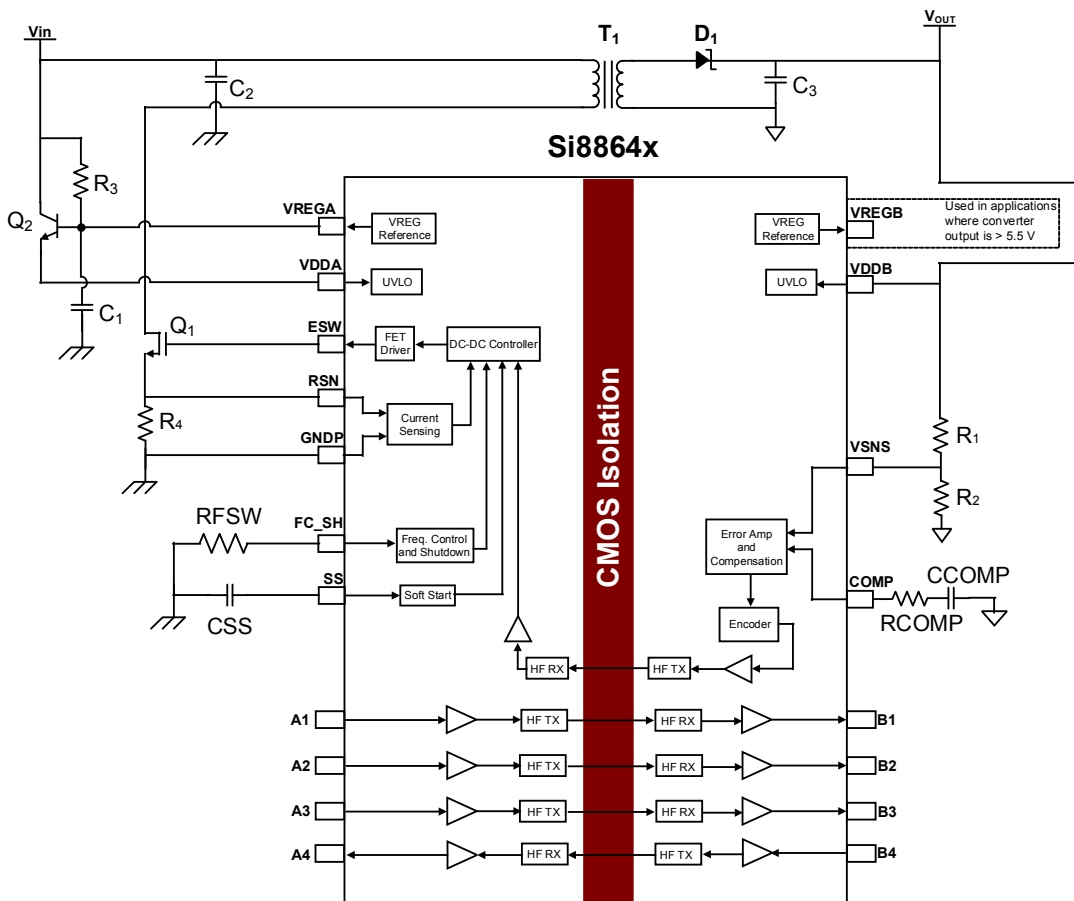 Vin
T1
D1
VOUT
C2
C3
Si8864x
R3
Q2
VREGA
VREG
Reference
VREG
Reference
VREGB
Used in applications
where converter
output is > 5.5 V
VDDA
UVLO
UVLO
VDDB
C1
Q1
ESW
FET
Driver
DC-DC Controller
RSN
R4
Current
Sensing
GNDP
CMOS Isolation
R1
VSNS
R2
RFSW
FC_SH
Freq. Control
and Shutdown
Error Amp
and
Compensation
SS
Soft Start
CSS
COMP
CCOMP
RCOMP
Encoder
HF RX
HF TX
A1
HF TX
HF RX
B1
A2
HF TX
HF RX
B2
A3
HF TX
HF RX
B3
A4
HF RX
HF TX
B4